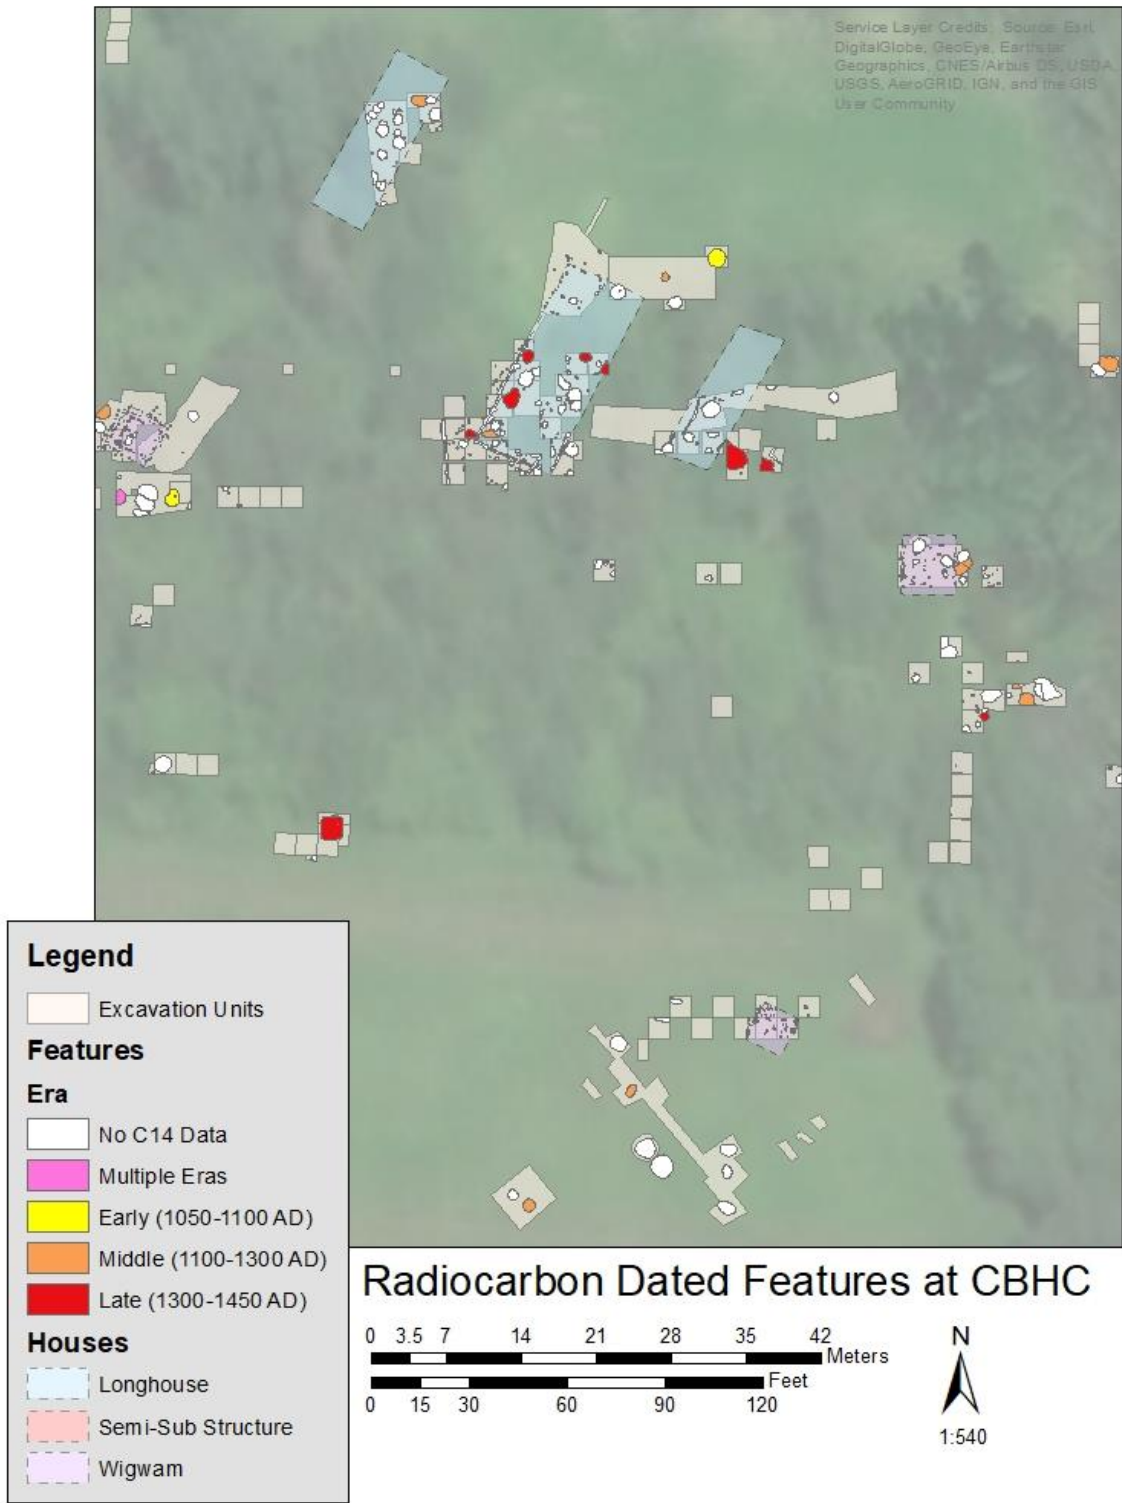 Service Layer Credits: Source: Esri,
DigitalGlobe, GeoEye, Earthstar
Geographics, CNES/Airbus DS, USDA,
USGS, AeroGRID, IGN, and the GIS
User Community
Legend
Excavation Units
Features
Era
No C14 Data
Multiple Eras
Early (1050-1100 AD)
Middle (1100-1300 AD)
Late (1300-1450 AD)
Houses
Longhouse
Semi-Sub Structure
Wigwam
Radiocarbon Dated Features at CBHC
0 3.5 7 14 21 28 35 42
Meters
Feet
0 15 30 60 90 120
N
1:540